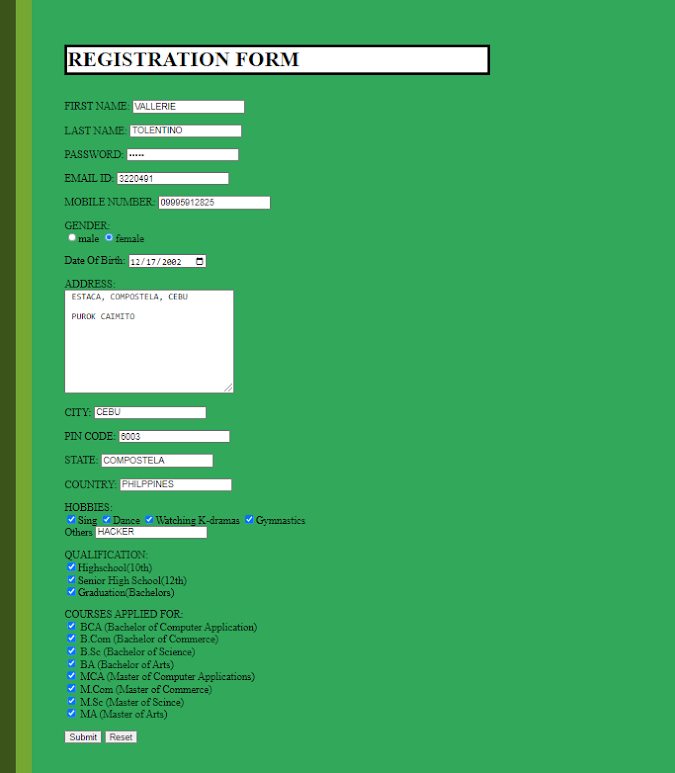 REGISTRATION FORM
FIRST NAME: VALLERIE
LAST NAME: TOLENTINO
PASSWORD: •••••
EMAIL ID: 3220491
MOBILE NUMBER: 09995912825
GENDER:
male female
Date Of Birth: 12/17/2002
ADDRESS:
ESTACA, COMPOSTELA, CEBU
PUROK CAIMITO
CITY: CEBU
PIN CODE: 6003
STATE: COMPOSTELA
COUNTRY: PHILPPINES
HOBBIES:
Sing Dance Watching K-dramas Gymnastics
Others HACKER
QUALIFICATION:
Highschool(10th)
Senior High School(12th)
Graduation(Bachelors)
COURSES APPLIED FOR:
BCA (Bachelor of Computer Application)
B.Com (Bachelor of Commerce)
B.Sc (Bachelor of Science)
BA (Bachelor of Arts)
MCA (Master of Computer Applications)
M.Com (Master of Commerce)
M.Sc (Master of Scince)
MA (Master of Arts)
Submit Reset